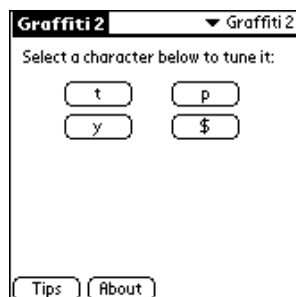 Graffiti 2 Graffiti 2
Select a character below to tune it:
t p
y $
Tips About